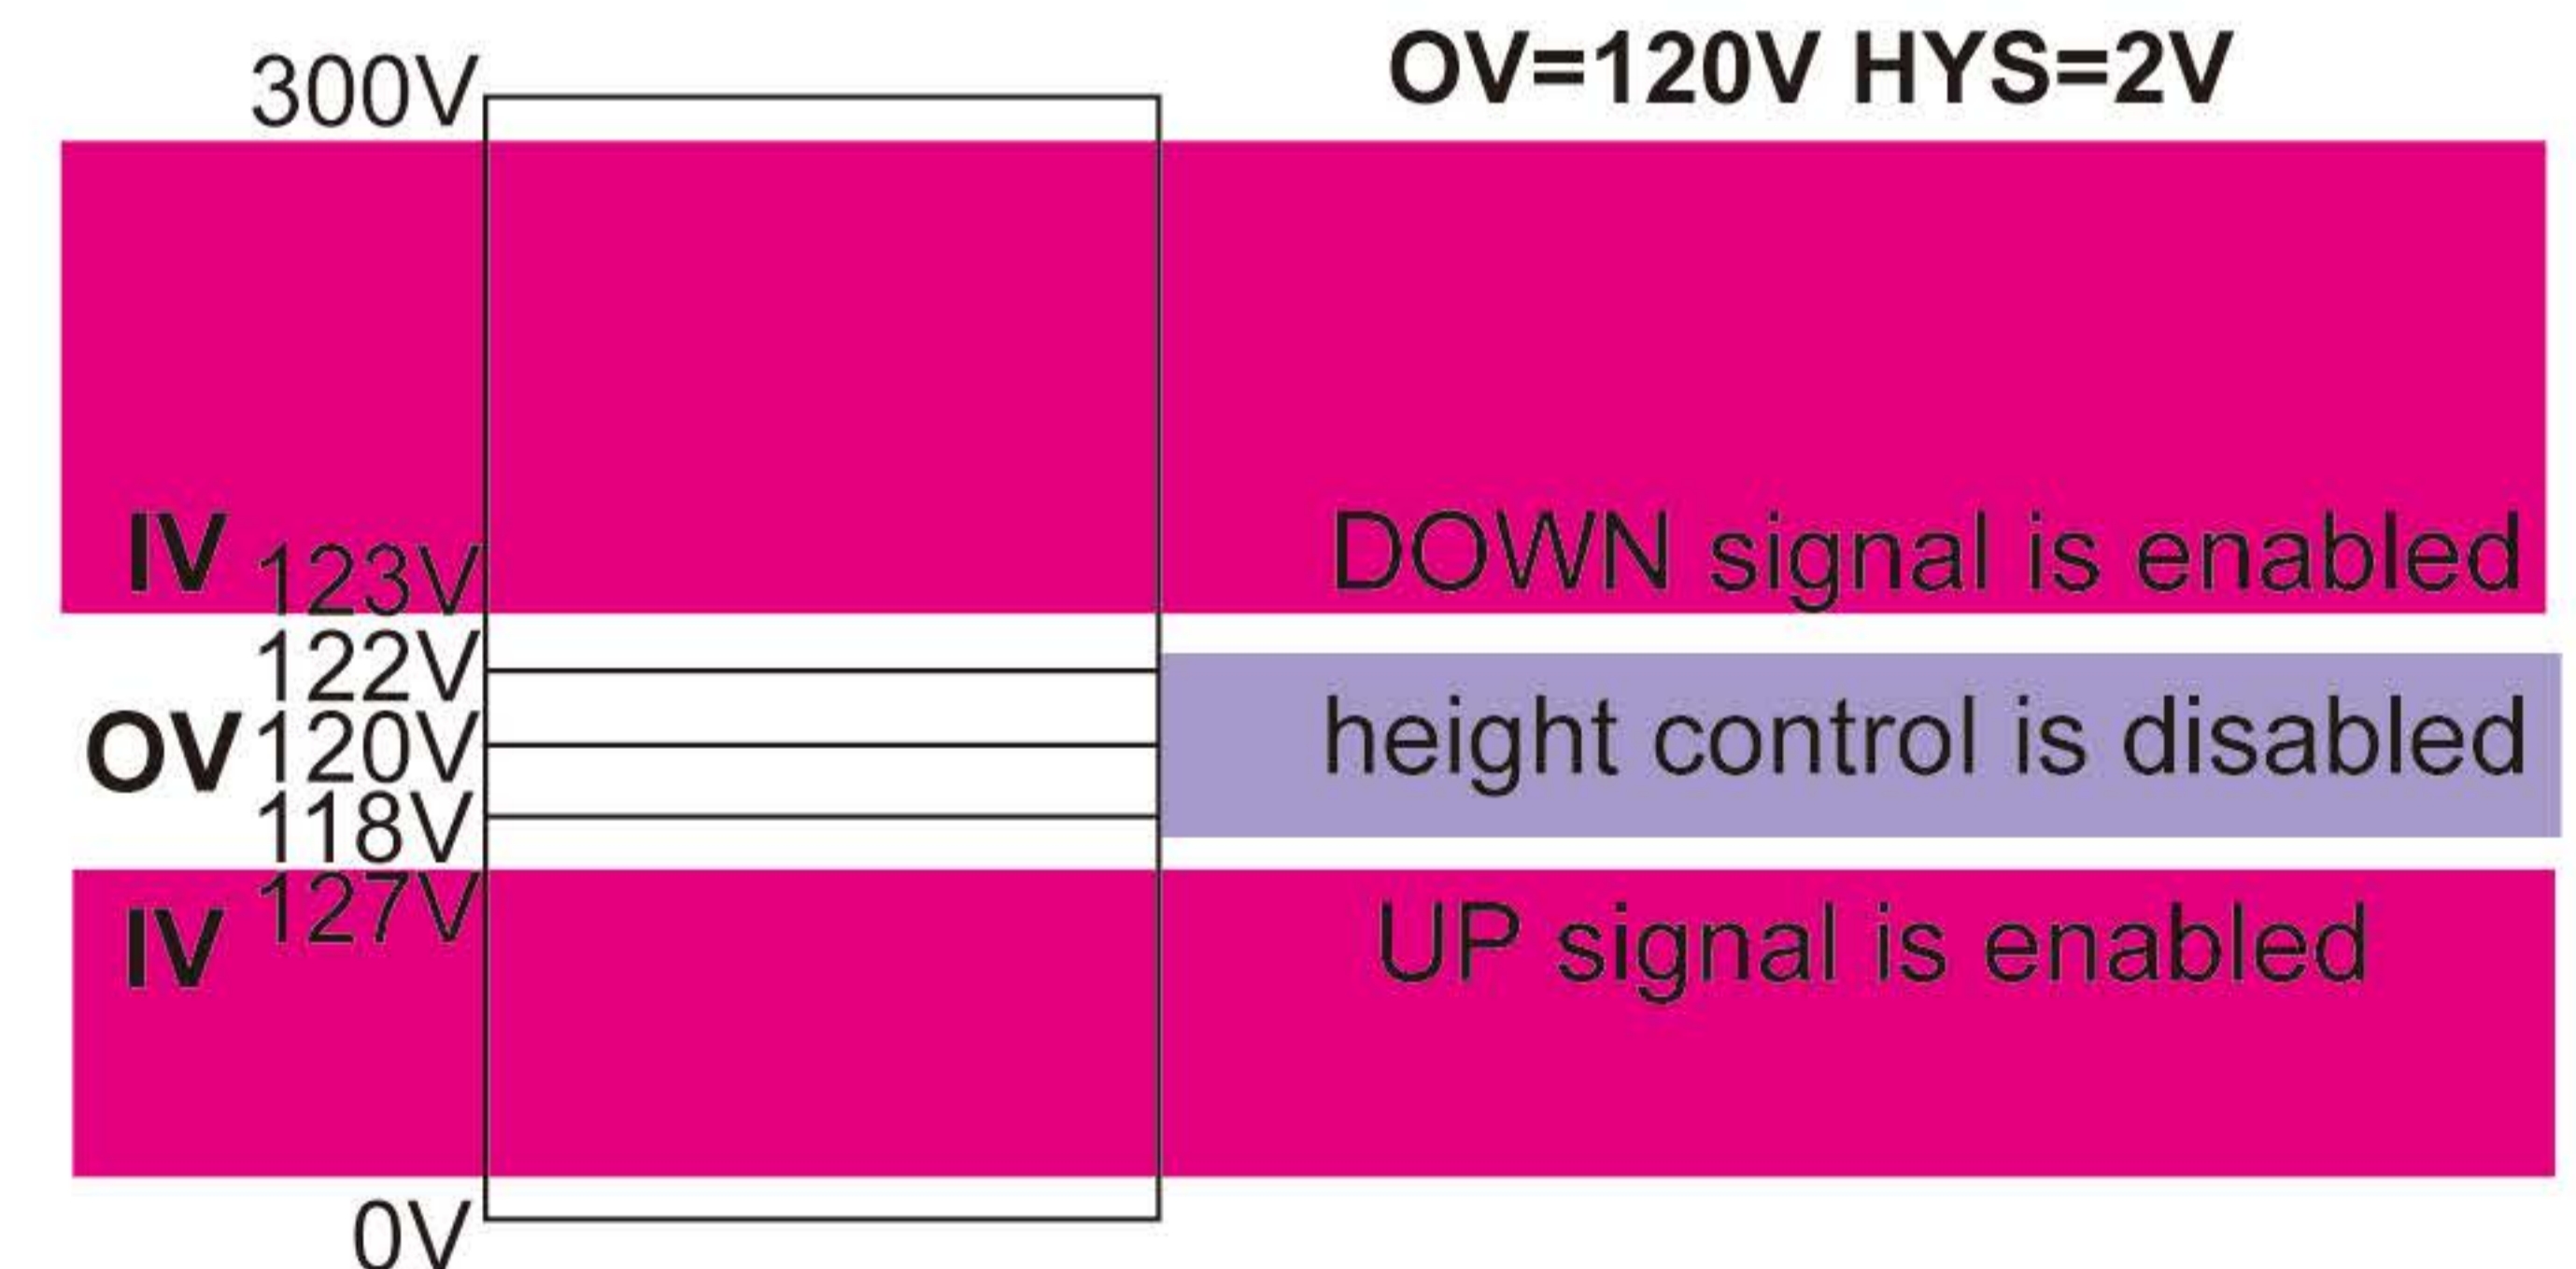 OV=120V HYS=2V
300V
IV 123V DOWN signal is enabled
122V
OV 120V height control is disabled
118V
127V
IV UP signal is enabled
0V